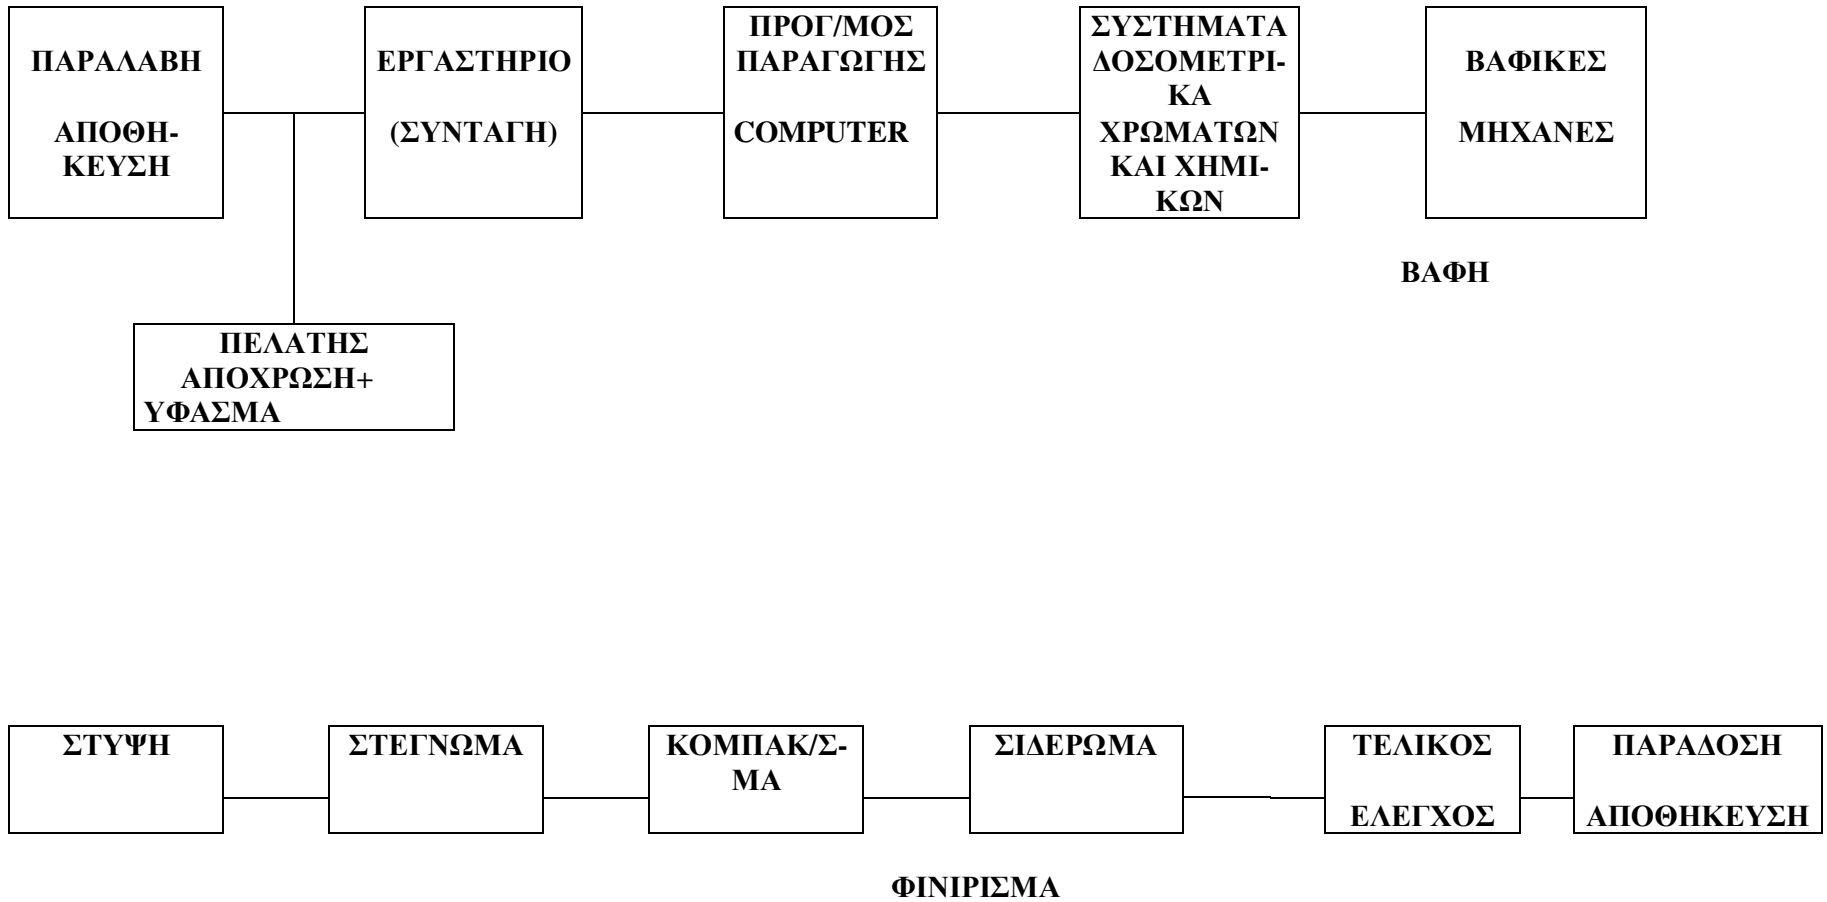 ΠΑΡΑΛΑΒΗ
ΑΠΟΘΗ-
ΚΕΥΣΗ
ΕΡΓΑΣΤΗΡΙΟ
(ΣΥΝΤΑΓΗ)
ΠΡΟΓ/ΜΟΣ
ΠΑΡΑΓΩΓΗΣ
COMPUTER
ΣΥΣΤΗΜΑΤΑ
ΔΟΣΟΜΕΤΡΙ-
ΚΑ
ΧΡΩΜΑΤΩΝ
ΚΑΙ ΧΗΜΙ-
ΚΩΝ
ΒΑΦΙΚΕΣ
ΜΗΧΑΝΕΣ
ΒΑΦΗ
ΠΕΛΑΤΗΣ
ΑΠΟΧΡΩΣΗ+
ΥΦΑΣΜΑ
ΣΤΥΨΗ
ΣΤΕΓΝΩΜΑ
ΚΟΜΠΑΚ/Σ-
ΜΑ
ΣΙΔΕΡΩΜΑ
ΤΕΛΙΚΟΣ
ΕΛΕΓΧΟΣ
ΠΑΡΑΔΟΣΗ
ΑΠΟΘΗΚΕΥΣΗ
ΦΙΝΙΡΙΣΜΑ